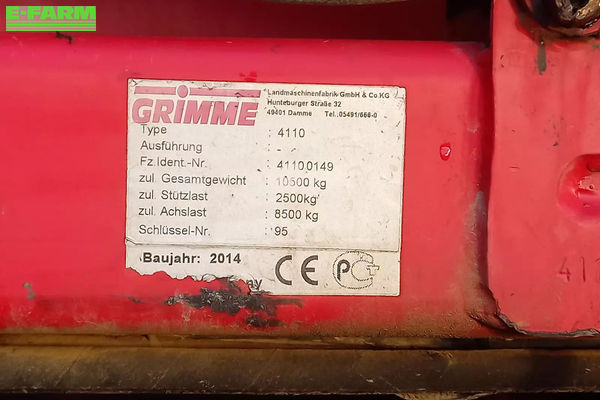 E-FARM
GRIMME
Landmaschinenfabrik GmbH & Co.KG
Hunteburger Straße 32
49401 Damme Tel.:05491/666-0
Type : 4110
Ausführung : -
Fz.Ident.-Nr. : 41100149
zul. Gesamtgewicht : 10500 kg
zul. Stützlast : 2500kg
zul. Achslast : 8500 kg
Schlüssel-Nr. : 95
Baujahr: 2014
CE